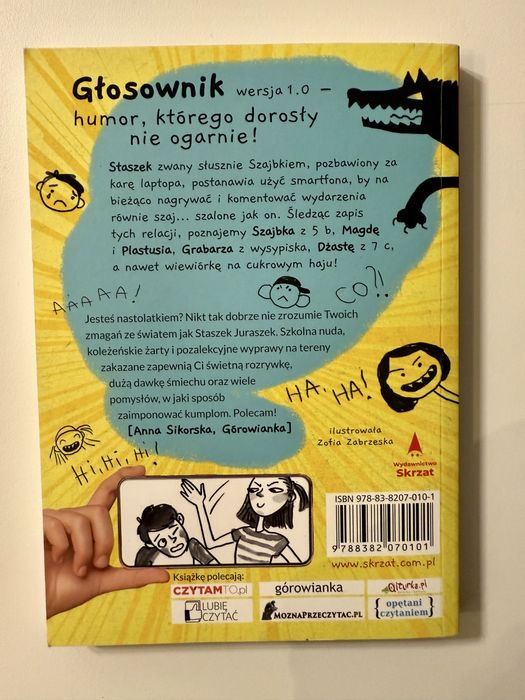 Głosownik wersja 1.0 –
humor, którego dorosły
nie ogarnie!
Staszek zwany słusznie Szajbkiem, pozbawiony za
karę laptopa, postanawia użyć smartfona, by na
bieżąco nagrywać i komentować wydarzenia
równie szaj... szalone jak on. Śledząc zapis
tych relacji, poznajemy Szajbka z 5 b, Magdę
i Plastusia, Grabarza z wysypiska, Dżastę z 7 c,
a nawet wiewiórkę na cukrowym haju!
AAAAA!
CO?!
Jesteś nastolatkiem? Nikt tak dobrze nie zrozumie Twoich
zmagań ze światem jak Staszek Juraszek. Szkolna nuda,
koleżeńskie żarty i pozalekcyjne wyprawy na tereny
zakazane zapewnią Ci świetną rozrywkę,
dużą dawkę śmiechu oraz wiele
pomysłów, w jaki sposób
zaimponować kumplom. Polecam!
[Anna Sikorska, Górowianka]
HA, HA!
Hi, Hi, Hi!
ilustrowała
Zofia Zabrzeska
Wydawnictwo
Skrzat
ISBN 978-83-8207-010-1
9 788382 070101
www.skrzat.com.pl
Książkę polecają:
CZYTAMTO.pl
górowianka
Qlturka.pl
LUBIĘ
CZYTAĆ
MOZNAPRZECZYTAC.PL
{opętani
czytaniem}